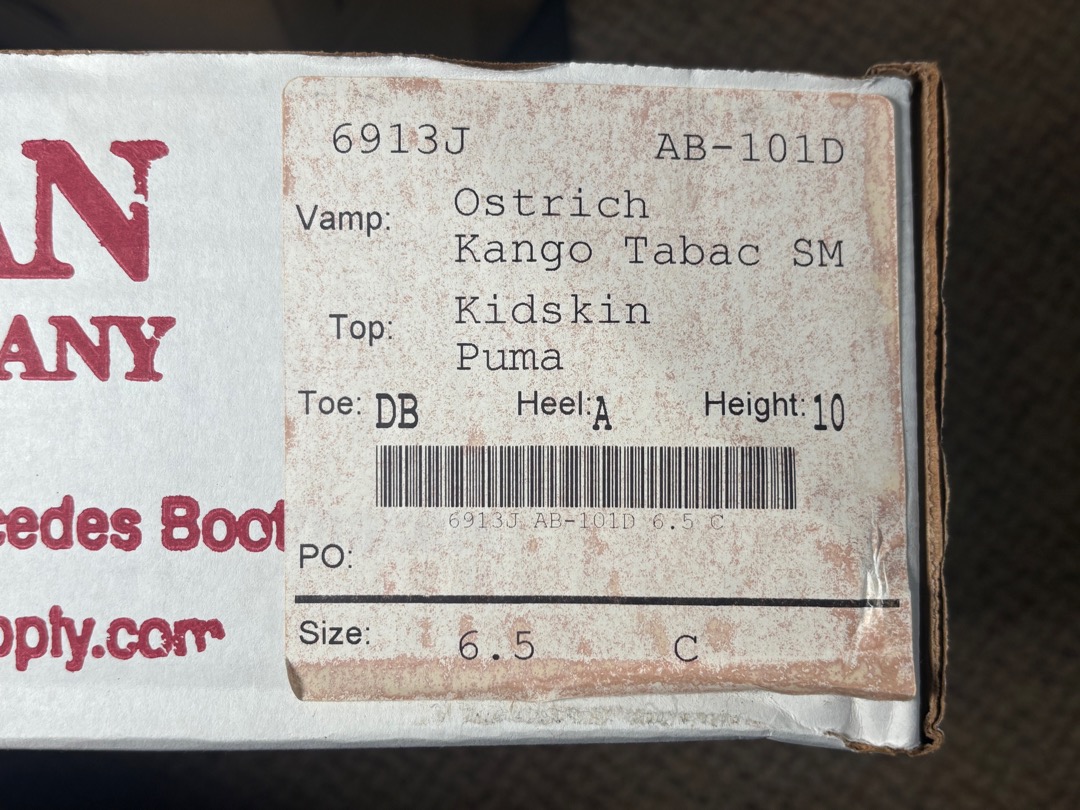 AN
ANY
cedes Boot
pply.com
6913J AB-101D
Vamp: Ostrich
Kango Tabac SM
Top: Kidskin
Puma
Toe: DB Heel: A Height: 10
6913J AB-101D 6.5 C
PO:
Size: 6.5 C